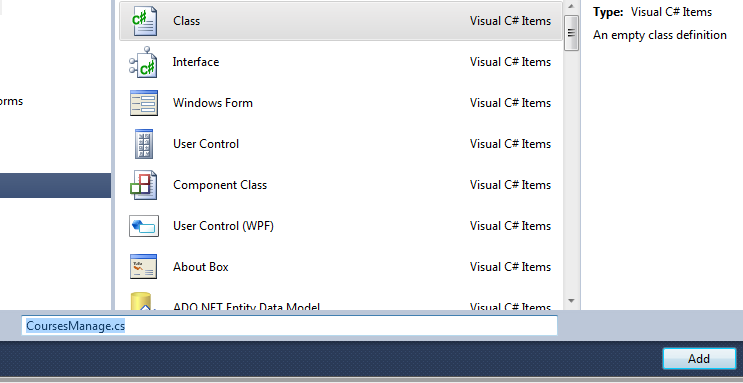 Class Visual C# Items
Type: Visual C# Items
An empty class definition
Interface Visual C# Items
orms
Windows Form Visual C# Items
User Control Visual C# Items
Component Class Visual C# Items
User Control (WPF) Visual C# Items
About Box Visual C# Items
ADO.NET Entity Data Model Visual C# Items
CoursesManage.cs
Add